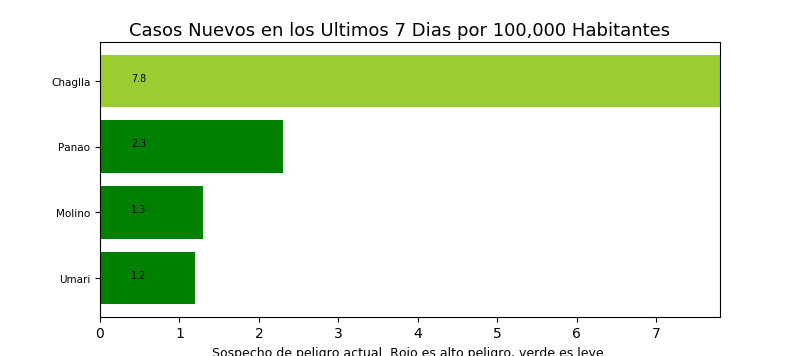 Casos Nuevos en los Ultimos 7 Dias por 100,000 Habitantes
Chaglla 7.8
Panao 2.3
Molino 1.3
Umari 1.2
0 1 2 3 4 5 6 7
Sospecho de peligro actual. Rojo es alto peligro, verde es leve